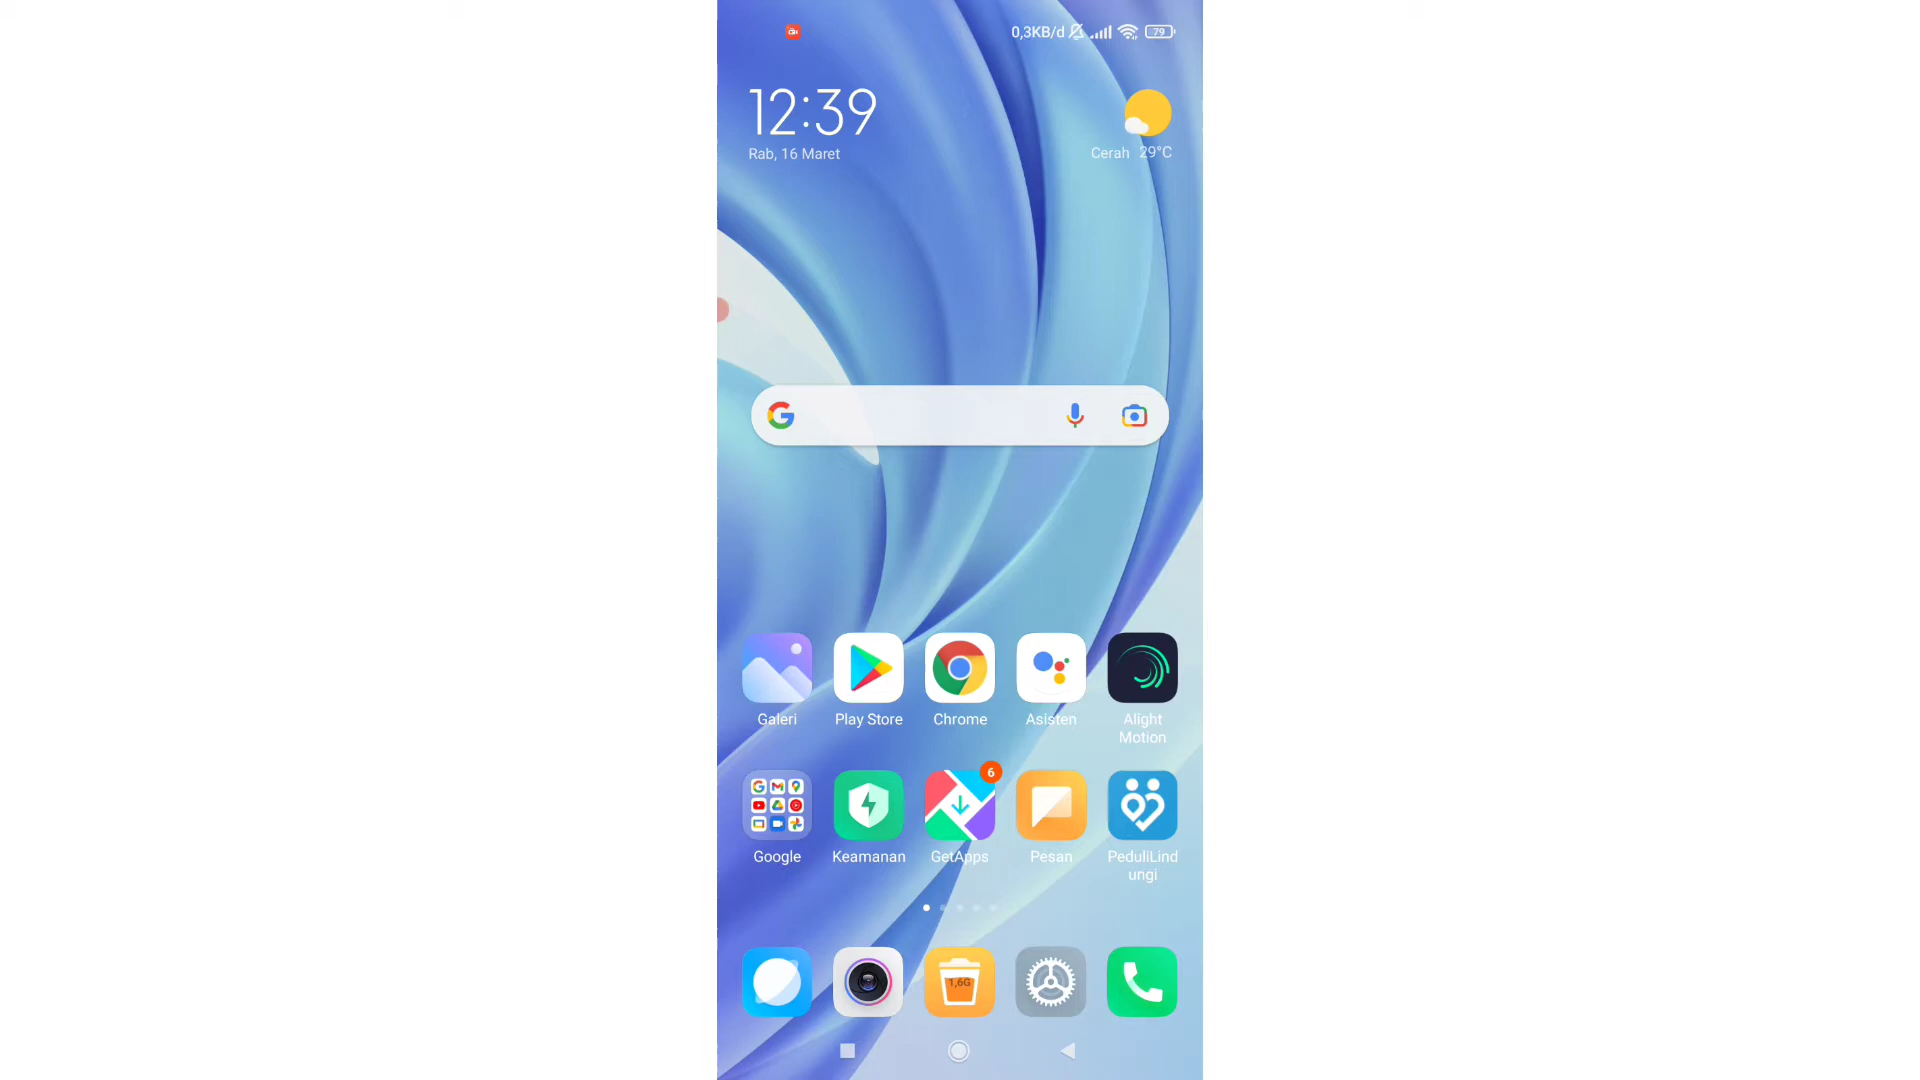 0,3KB/d
79
12:39
Rab, 16 Maret
Cerah 29°C
Galeri
Play Store
Chrome
Asisten
Alight
Motion
6
Google
Keamanan
GetApps
Pesan
PeduliLind
ungi
1,6G